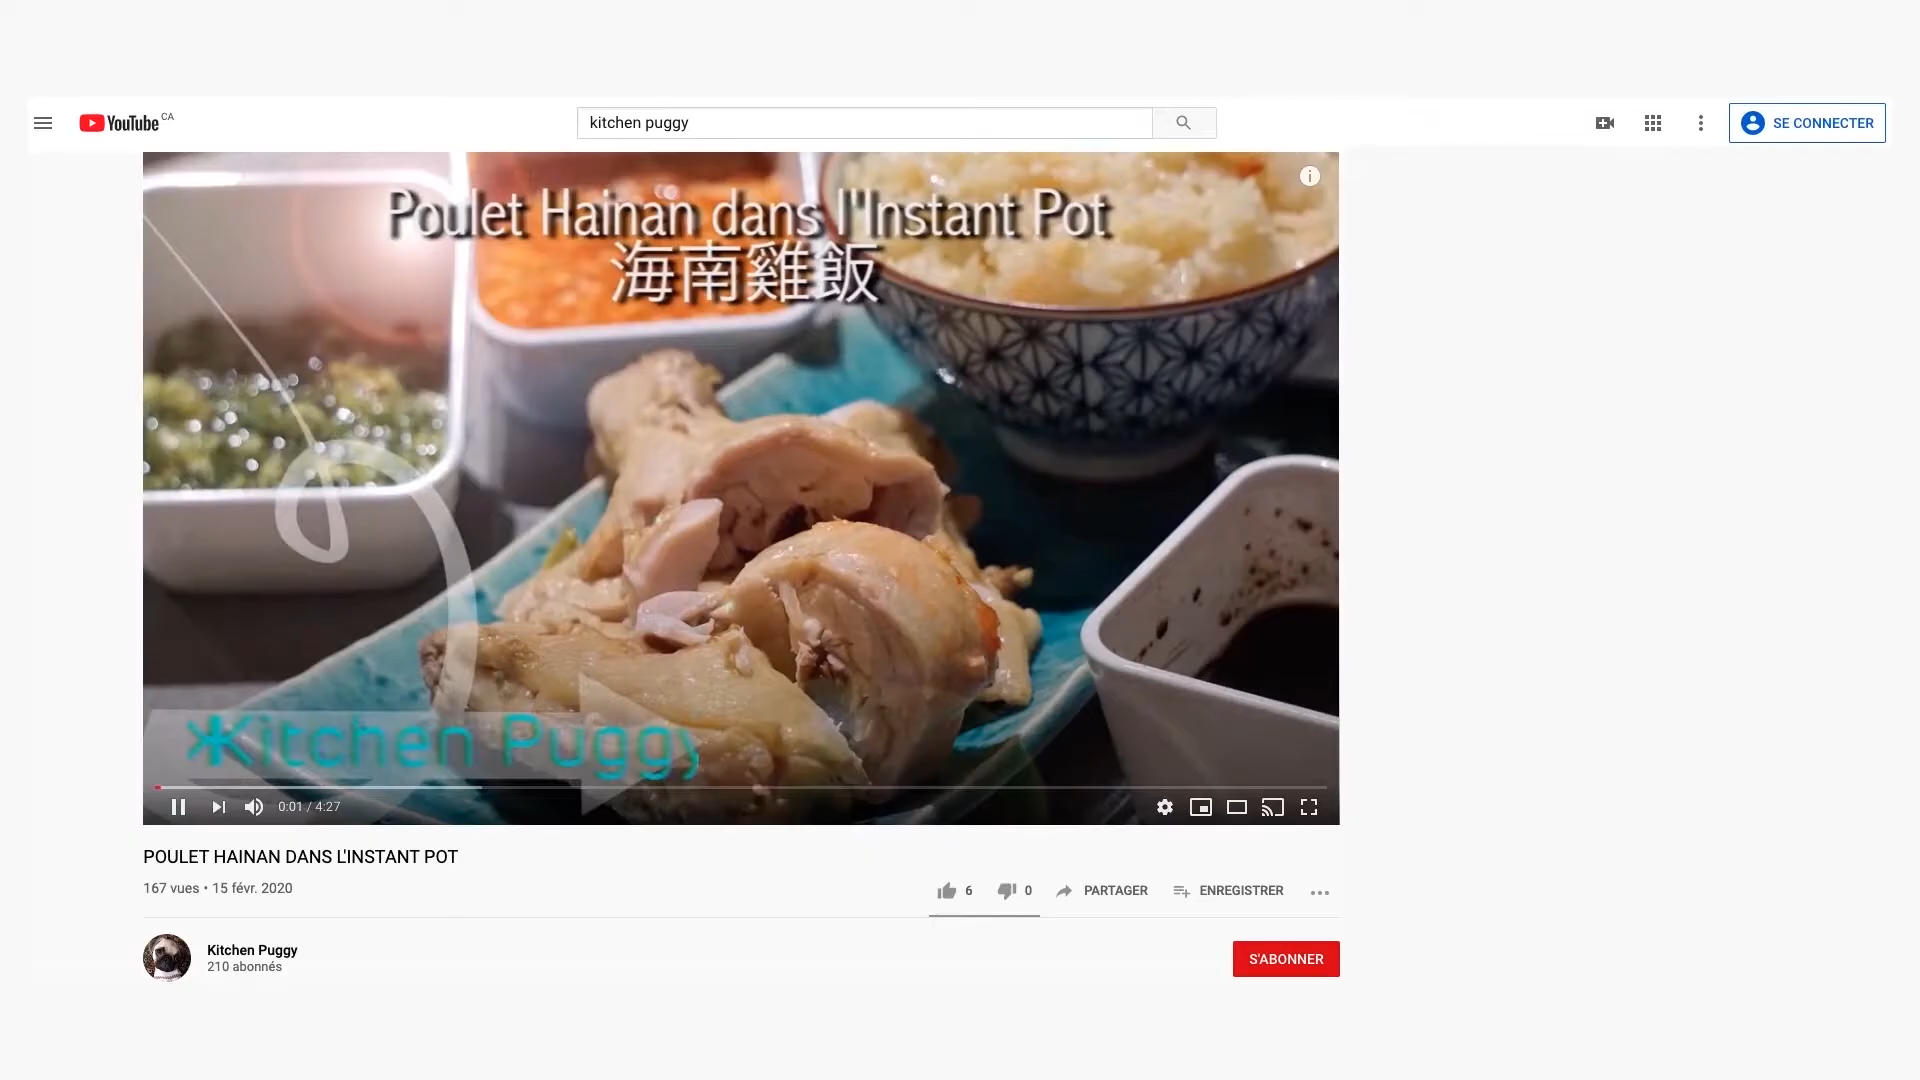 YouTube CA
kitchen puggy
SE CONNECTER
Poulet Hainan dans l''Instant Pot
海南雞飯
Kitchen Puggy
0:01 / 4:27
POULET HAINAN DANS L'INSTANT POT
167 vues • 15 févr. 2020
6
0
PARTAGER
ENREGISTRER
Kitchen Puggy
210 abonnés
S'ABONNER